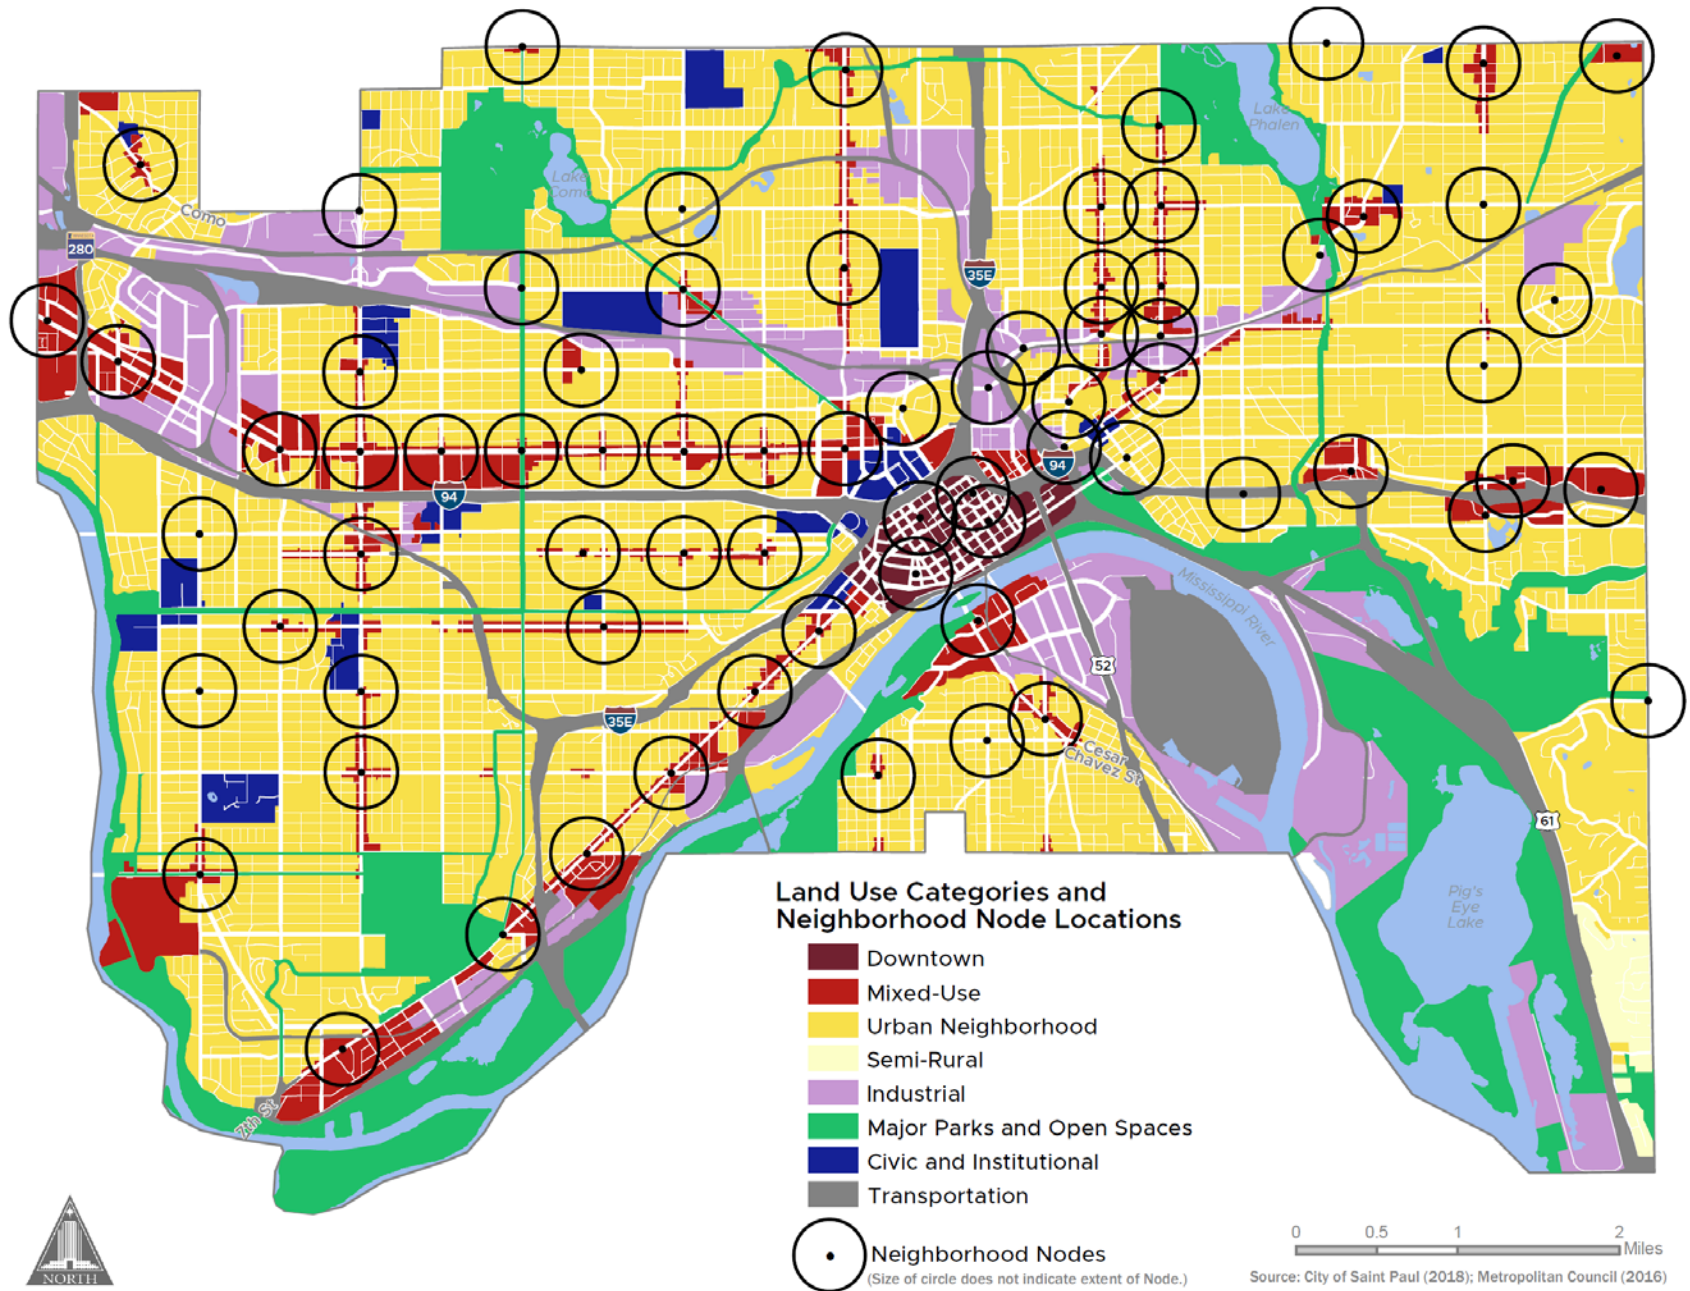 Lake
Phalen
Lake
Como
Como
280
35E
94
94
Mississippi River
52
35E
Cesar
Chavez St
61
Pig's
Eye
Lake
7th St
Land Use Categories and
Neighborhood Node Locations
Downtown
Mixed-Use
Urban Neighborhood
Semi-Rural
Industrial
Major Parks and Open Spaces
Civic and Institutional
Transportation
Neighborhood Nodes
(Size of circle does not indicate extent of Node.)
0 0.5 1 2
Miles
Source: City of Saint Paul (2018); Metropolitan Council (2016)
NORTH